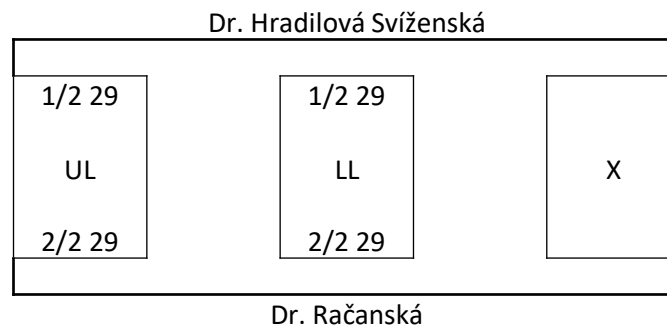 Dr. Hradilová Svíženská
1/2 29 1/2 29
UL LL X
2/2 29 2/2 29
Dr. Račanská